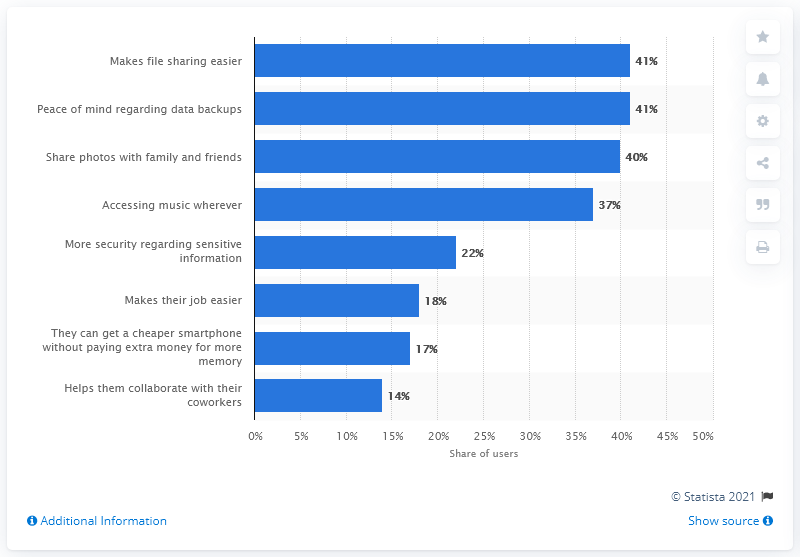 Makes file sharing easier
41%
Peace of mind regarding data backups
41%
Share photos with family and friends
40%
Accessing music wherever
37%
More security regarding sensitive
information
22%
Makes their job easier
18%
They can get a cheaper smartphone
without paying extra money for more
memory
17%
Helps them collaborate with their
coworkers
14%
0% 5% 10% 15% 20% 25% 30% 35% 40% 45% 50%
Share of users
© Statista 2021
Additional Information
Show source